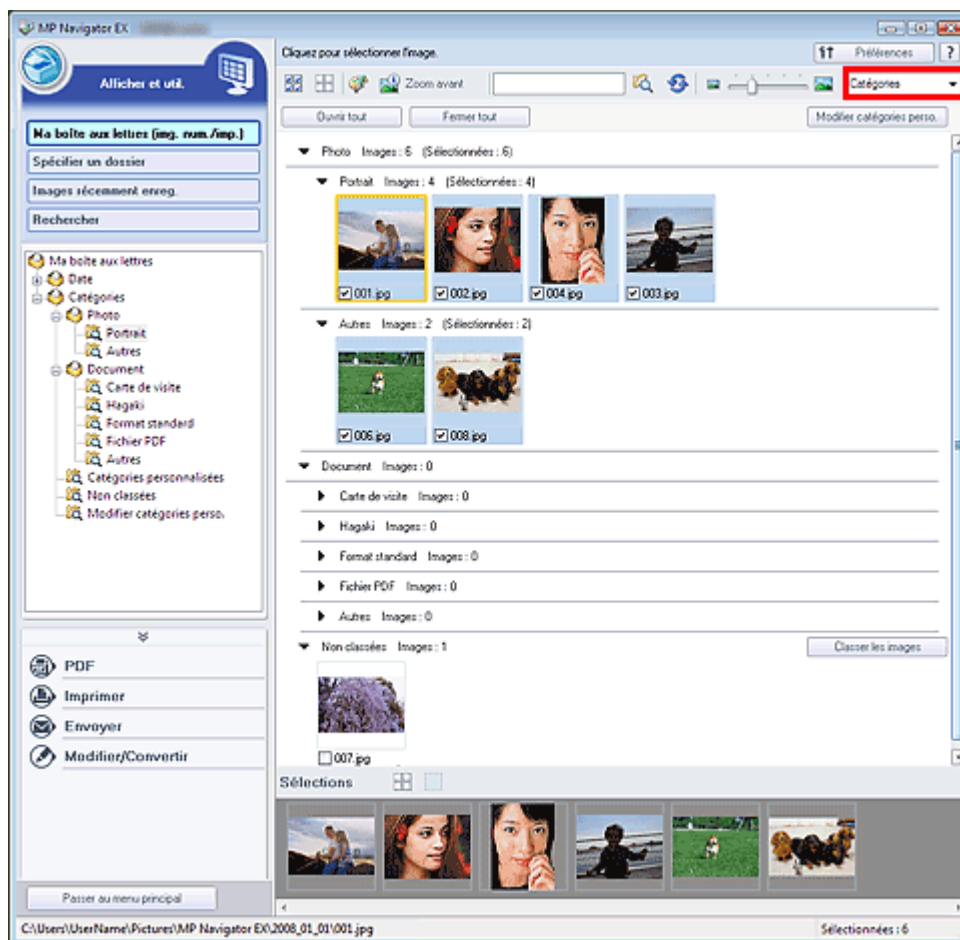 MP Navigator EX
Cliquez pour sélectionner l'image.
Préférences
?
Afficher et util.
Zoom avant
Catégories
Ouvrir tout
Fermer tout
Modifier catégories perso.
Ma boîte aux lettres (img. num./imp.)
Spécifier un dossier
Images récemment enreg.
Rechercher
Ma boîte aux lettres
Date
Catégories
Photo
Portrait
Autres
Document
Carte de visite
Hagaki
Format standard
Fichier PDF
Autres
Catégories personnalisées
Non classées
Modifier catégories perso.
PDF
Imprimer
Envoyer
Modifier/Convertir
Passer au menu principal
Photo Images : 6 (Sélectionnées : 6)
Portrait Images : 4 (Sélectionnées : 4)
001.jpg
002.jpg
004.jpg
003.jpg
Autres Images : 2 (Sélectionnées : 2)
006.jpg
008.jpg
Document Images : 0
Carte de visite Images : 0
Hagaki Images : 0
Format standard Images : 0
Fichier PDF Images : 0
Autres Images : 0
Non classées Images : 1
Classer les images
007.jpg
Sélections
C:\Users\UserName\Pictures\MP Navigator EX\2008_01_01\001.jpg
Sélectionnées : 6